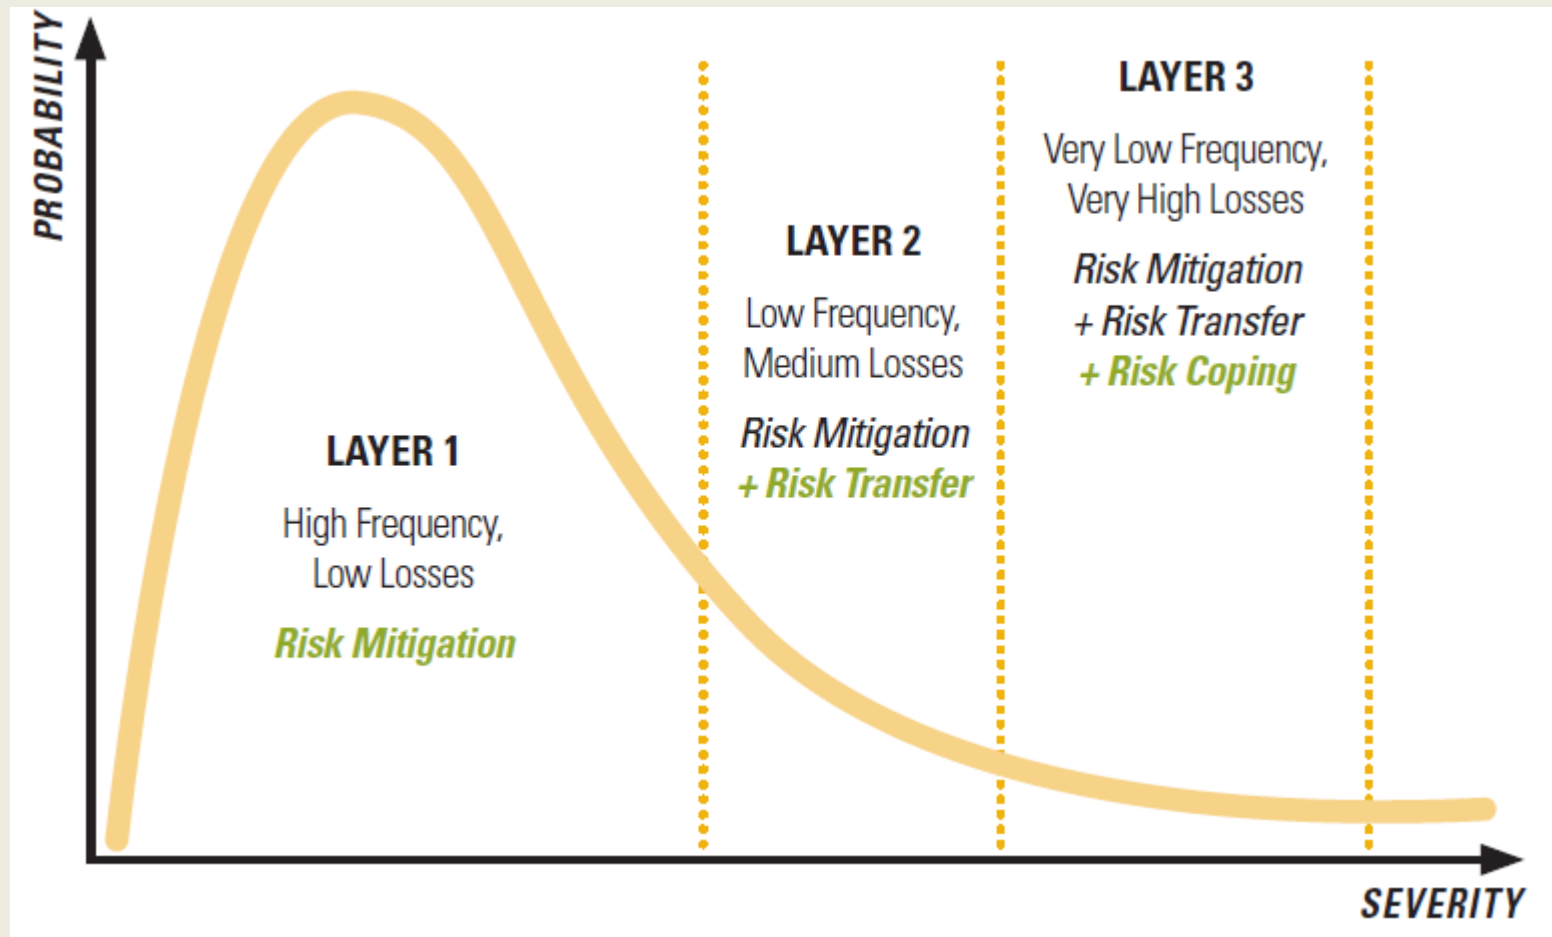 PROBABILITY
LAYER 1
High Frequency,
Low Losses
Risk Mitigation
LAYER 2
Low Frequency,
Medium Losses
Risk Mitigation
+ Risk Transfer
LAYER 3
Very Low Frequency,
Very High Losses
Risk Mitigation
+ Risk Transfer
+ Risk Coping
SEVERITY